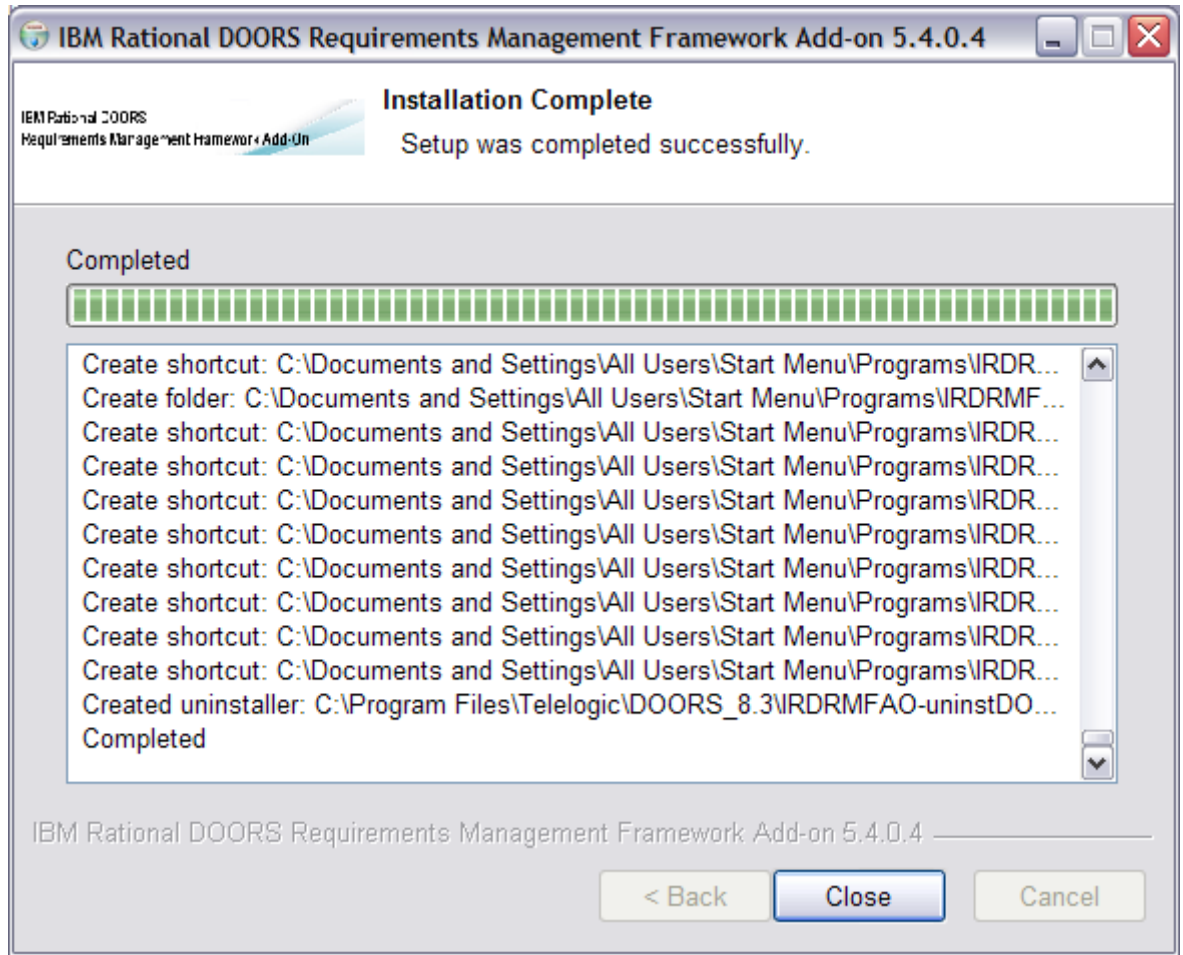 IBM Rational DOORS Requirements Management Framework Add-on 5.4.0.4
IBM Rational DOORS
Requirements Management Framework Add-On
Installation Complete
Setup was completed successfully.
Completed
Create shortcut: C:\Documents and Settings\All Users\Start Menu\Programs\IRDR...
Create folder: C:\Documents and Settings\All Users\Start Menu\Programs\IRDRMF...
Create shortcut: C:\Documents and Settings\All Users\Start Menu\Programs\IRDR...
Create shortcut: C:\Documents and Settings\All Users\Start Menu\Programs\IRDR...
Create shortcut: C:\Documents and Settings\All Users\Start Menu\Programs\IRDR...
Create shortcut: C:\Documents and Settings\All Users\Start Menu\Programs\IRDR...
Create shortcut: C:\Documents and Settings\All Users\Start Menu\Programs\IRDR...
Create shortcut: C:\Documents and Settings\All Users\Start Menu\Programs\IRDR...
Create shortcut: C:\Documents and Settings\All Users\Start Menu\Programs\IRDR...
Create shortcut: C:\Documents and Settings\All Users\Start Menu\Programs\IRDR...
Created uninstaller: C:\Program Files\Telelogic\DOORS_8.3\IRDRMFAO-uninstDO...
Completed
IBM Rational DOORS Requirements Management Framework Add-on 5.4.0.4
< Back Close Cancel